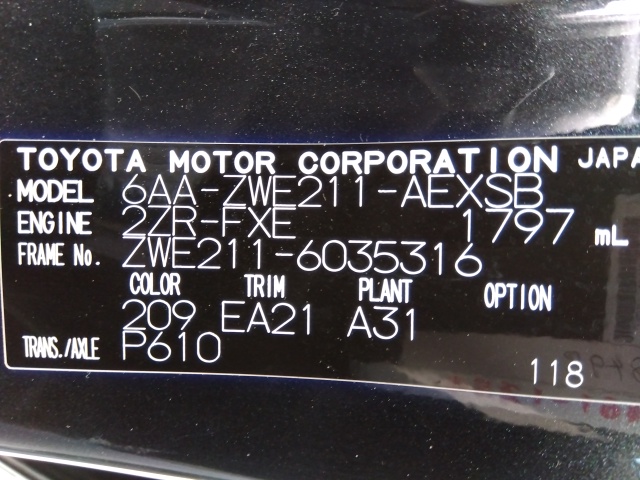 TOYOTA MOTOR CORPORATION JAPA
MODEL 6AA-ZWE211-AEXSB
ENGINE 2ZR-FXE 1797 mL
FRAME No. ZWE211-6035316
COLOR TRIM PLANT OPTION
209 EA21 A31
TRANS./AXLE P610
118